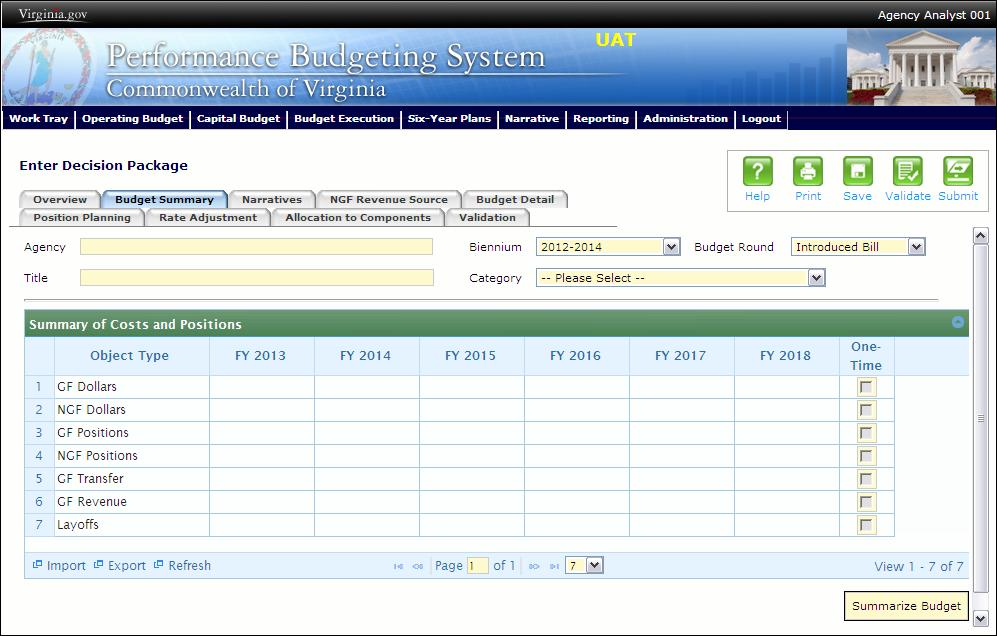 Virginia.gov Agency Analyst 001
UAT
Performance Budgeting System
Commonwealth of Virginia
Work Tray Operating Budget Capital Budget Budget Execution Six-Year Plans Narrative Reporting Administration Logout
Enter Decision Package
? 
Help Print Save Validate Submit
Overview Budget Summary Narratives NGF Revenue Source Budget Detail
Position Planning Rate Adjustment Allocation to Components Validation
Agency Biennium 2012-2014 Budget Round Introduced Bill
Title Category -- Please Select --
Summary of Costs and Positions
Object Type FY 2013 FY 2014 FY 2015 FY 2016 FY 2017 FY 2018 One-
Time
1 GF Dollars
2 NGF Dollars
3 GF Positions
4 NGF Positions
5 GF Transfer
6 GF Revenue
7 Layoffs
Import Export Refresh Page 1 of 1 7 View 1 - 7 of 7
Summarize Budget